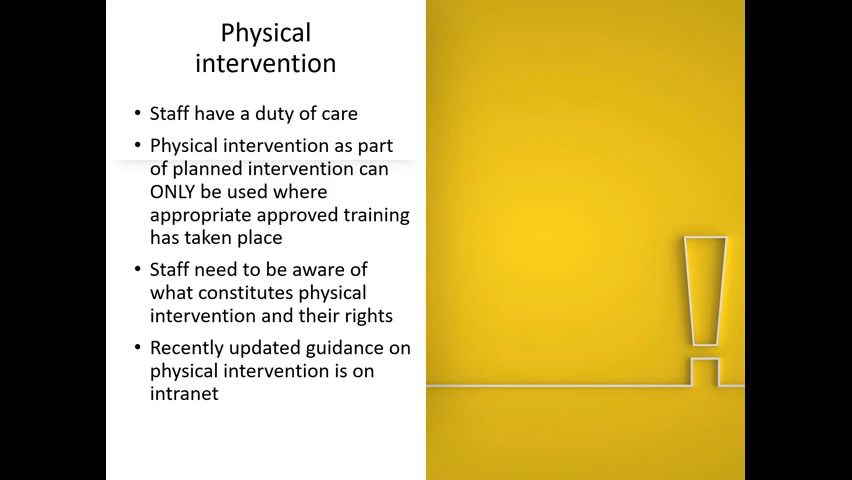 Physical
intervention
• Staff have a duty of care
• Physical intervention as part
of planned intervention can
ONLY be used where
appropriate approved training
has taken place
• Staff need to be aware of
what constitutes physical
intervention and their rights
• Recently updated guidance on
physical intervention is on
intranet